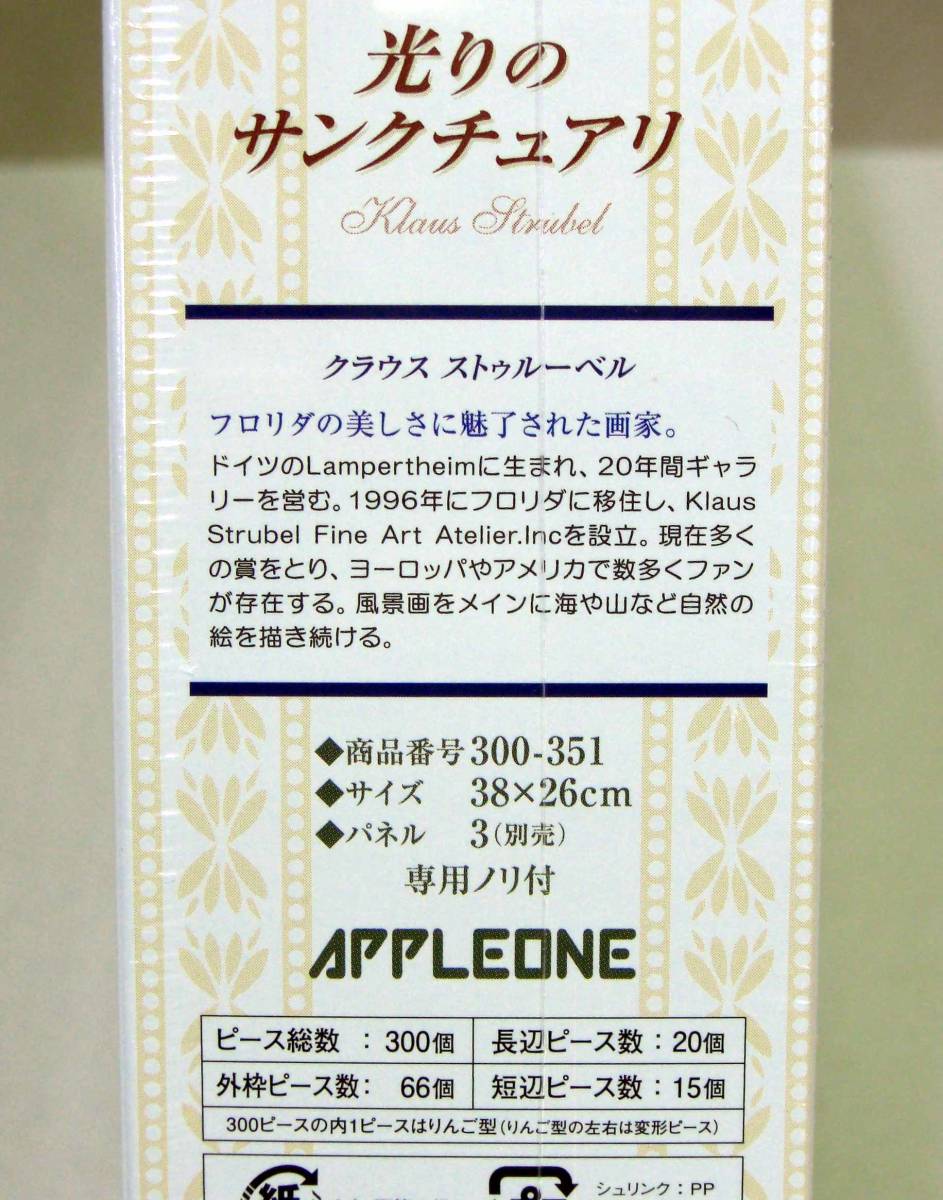 光りの
サンクチュアリ
Klaus Strubel
クラウス ストゥルーベル
フロリダの美しさに魅了された画家。
ドイツのLampertheimに生まれ、20年間ギャラ
リーを営む。1996年にフロリダに移住し、Klaus
Strubel Fine Art Atelier.Incを設立。現在多く
の賞をとり、ヨーロッパやアメリカで数多くファン
が存在する。風景画をメインに海や山など自然の
絵を描き続ける。
◆商品番号 300-351
◆サイズ 38×26cm
◆パネル 3(別売)
専用ノリ付
APPLEONE
ピース総数 : 300個 長辺ピース数 : 20個
外枠ピース数: 66個 短辺ピース数 : 15個
300ピースの内1ピースはりんご型(りんご型の左右は変形ピース)
紙 プラ シュリンク : PP